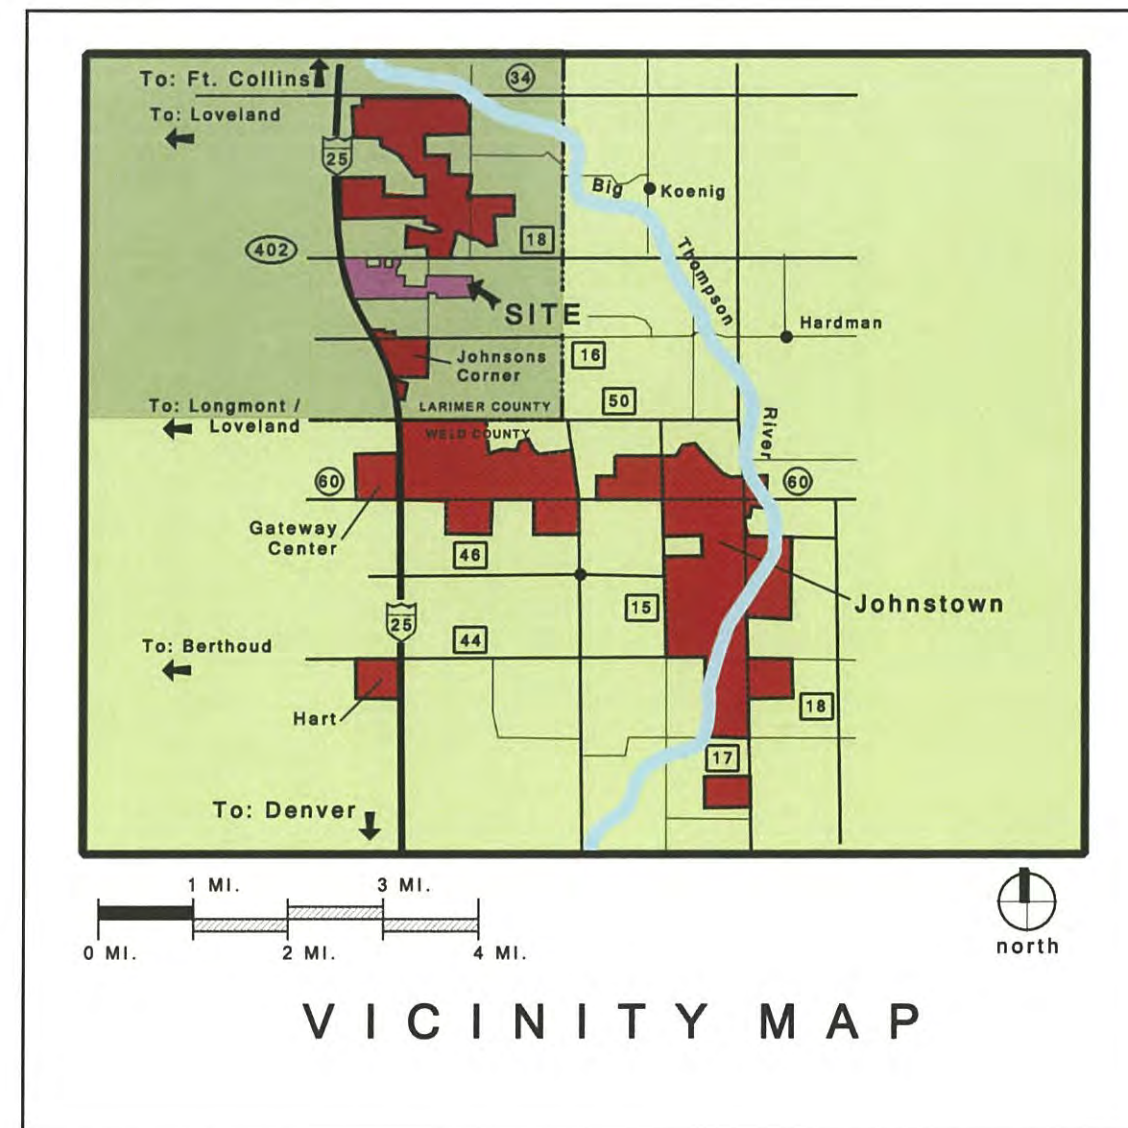 To: Ft. Collins
34
To: Loveland
25
Big
Koenig
402
18
Thompson
SITE
Hardman
16
Johnsons
Corner
50
To: Longmont /
Loveland
LARIMER COUNTY
WELD COUNTY
River
60
60
Gateway
Center
46
Johnstown
15
25
44
To: Berthoud
18
Hart
17
To: Denver
1 MI.
3 MI.
0 MI.
2 MI.
4 MI.
north
VICINITY MAP